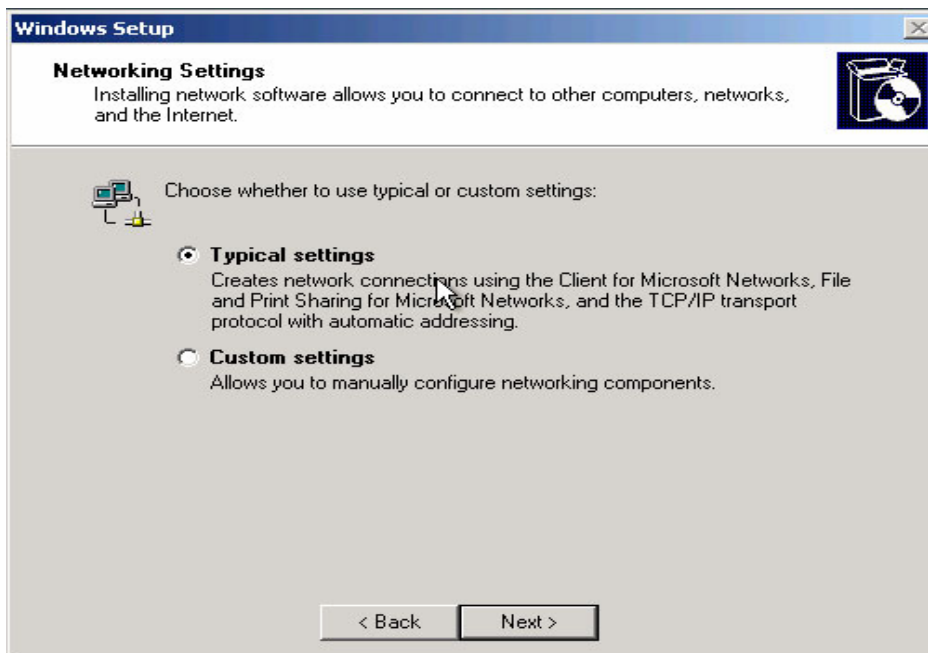 Windows Setup
Networking Settings
Installing network software allows you to connect to other computers, networks,
and the Internet.
Choose whether to use typical or custom settings:
Typical settings
Creates network connections using the Client for Microsoft Networks, File
and Print Sharing for Microsoft Networks, and the TCP/IP transport
protocol with automatic addressing.
Custom settings
Allows you to manually configure networking components.
< Back Next >